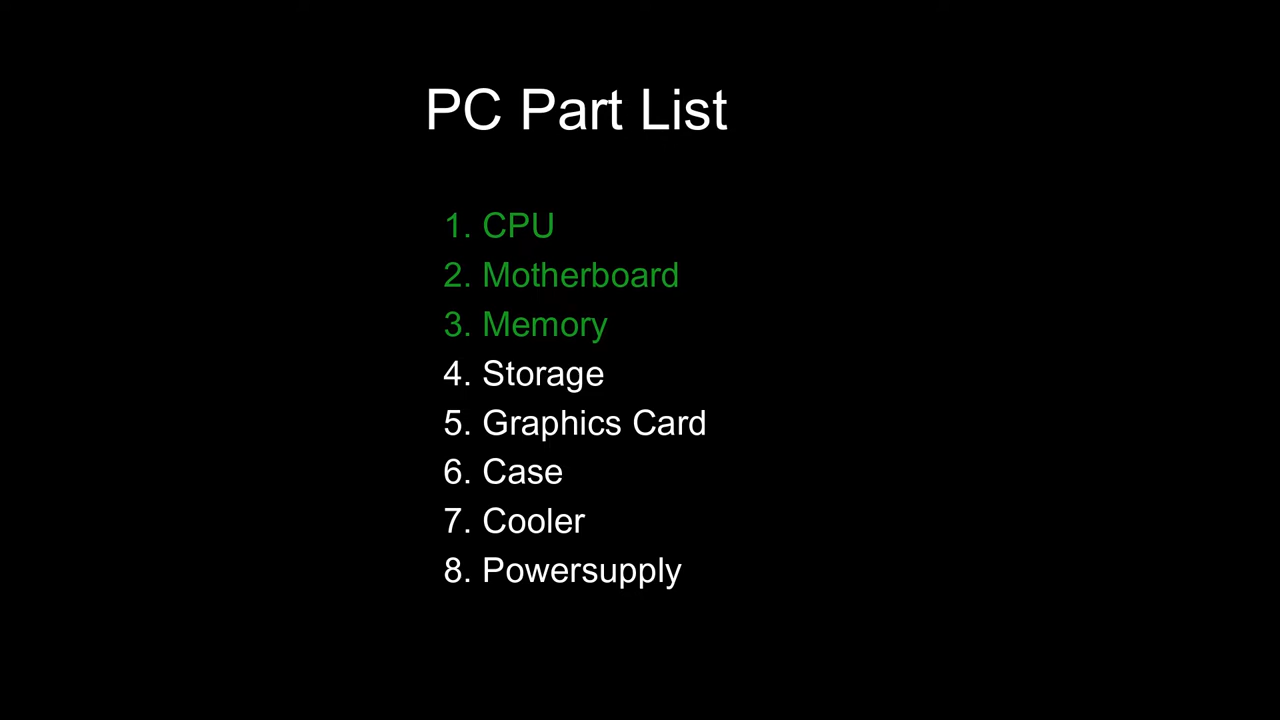 PC Part List
1. CPU
2. Motherboard
3. Memory
4. Storage
5. Graphics Card
6. Case
7. Cooler
8. Powersupply